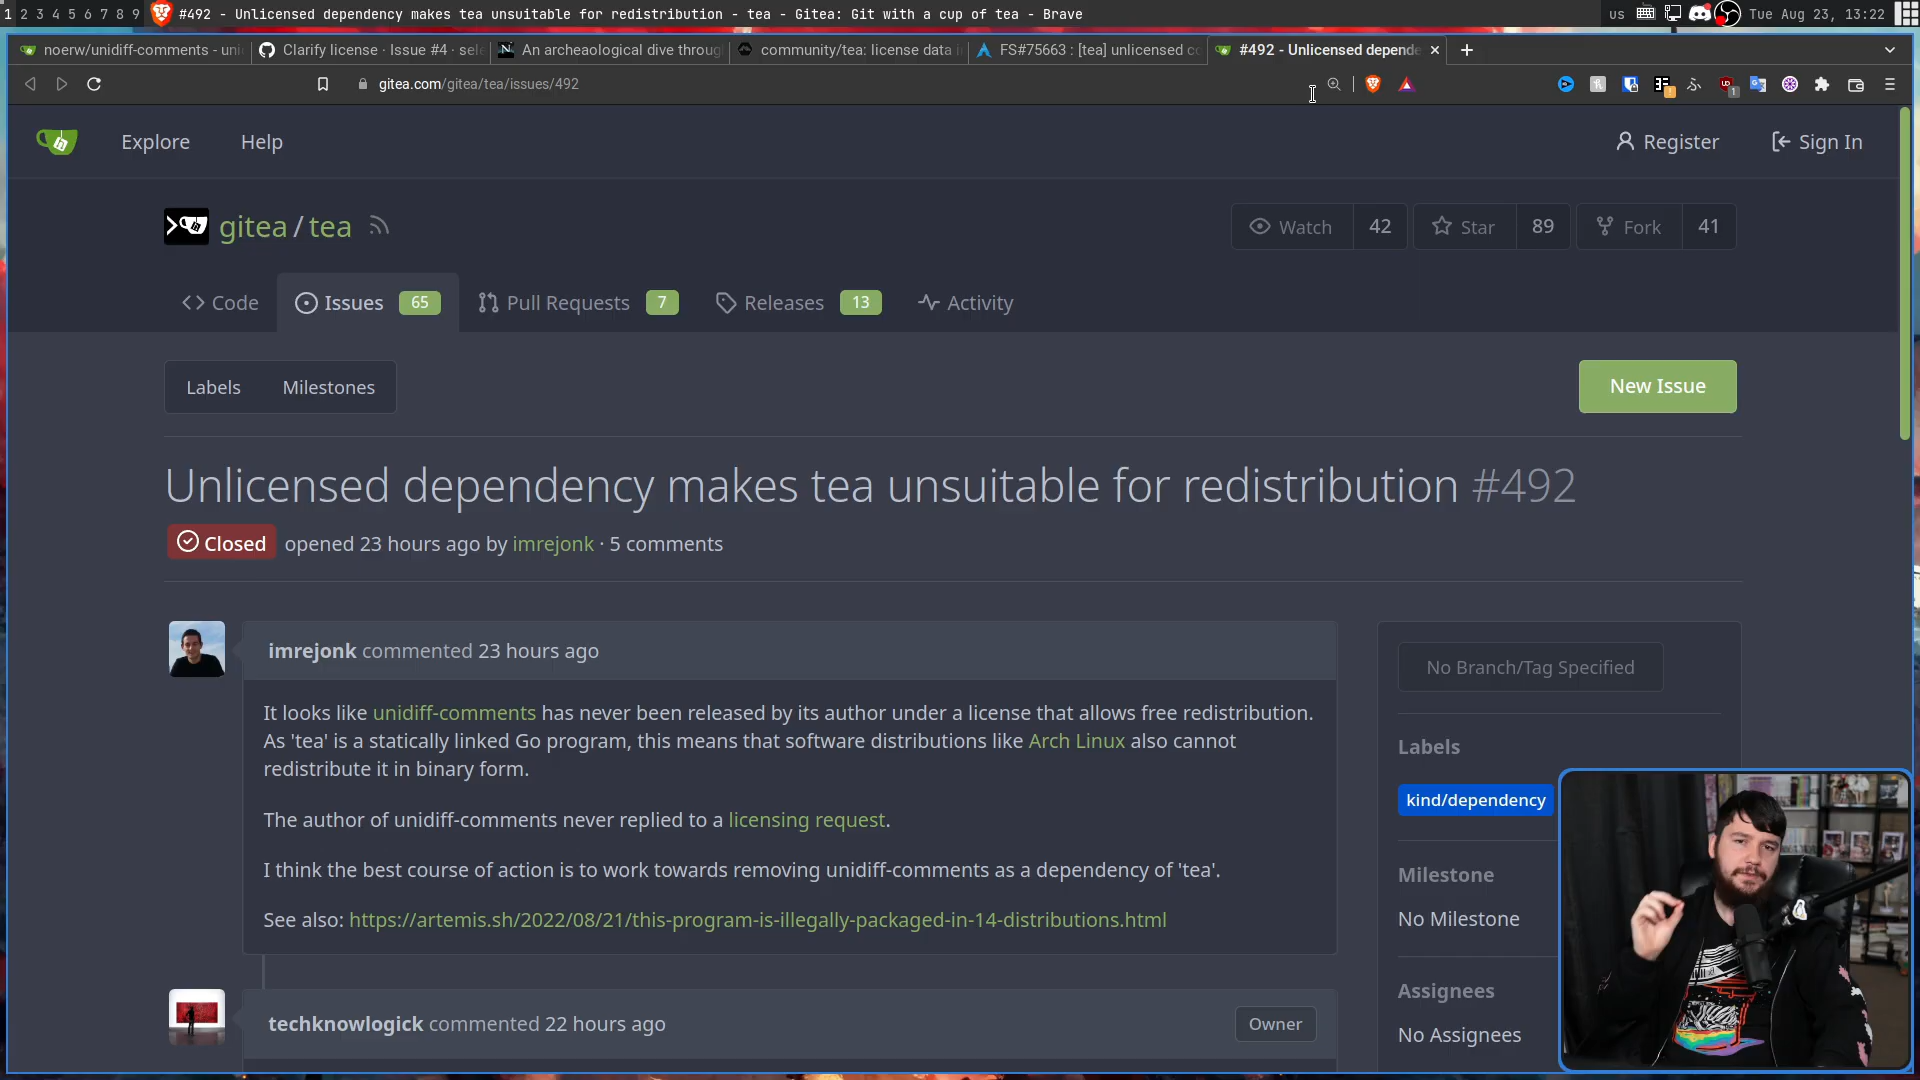 1 2 3 4 5 6 7 8 9 #492 - Unlicensed dependency makes tea unsuitable for redistribution - tea - Gitea: Git with a cup of tea - Brave us Tue Aug 23, 13:22
noerw/unidiff-comments - uni Clarify license · Issue #4 · sele An archaeological dive throug community/tea: license data i FS#75663 : [tea] unlicensed co #492 - Unlicensed depende
gitea.com/gitea/tea/issues/492
Explore Help Register Sign In
gitea / tea Watch 42 Star 89 Fork 41
Code Issues 65 Pull Requests 7 Releases 13 Activity
Labels Milestones New Issue
Unlicensed dependency makes tea unsuitable for redistribution #492
Closed opened 23 hours ago by imrejonk · 5 comments
imrejonk commented 23 hours ago
No Branch/Tag Specified
It looks like unidiff-comments has never been released by its author under a license that allows free redistribution.
As 'tea' is a statically linked Go program, this means that software distributions like Arch Linux also cannot
redistribute it in binary form.
The author of unidiff-comments never replied to a licensing request.
I think the best course of action is to work towards removing unidiff-comments as a dependency of 'tea'.
See also: https://artemis.sh/2022/08/21/this-program-is-illegally-packaged-in-14-distributions.html
Labels
kind/dependency
Milestone
No Milestone
Assignees
No Assignees
techknowlogick commented 22 hours ago Owner